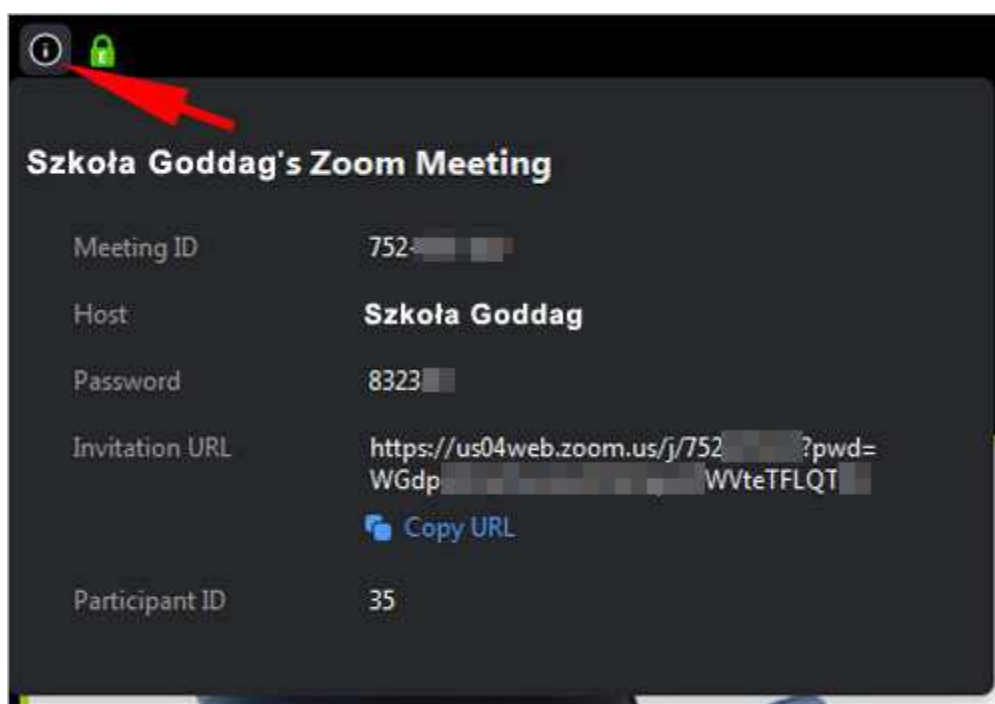 Szkoła Goddag's Zoom Meeting
Meeting ID 752-
Host Szkoła Goddag
Password 8323
Invitation URL https://us04web.zoom.us/j/752 ?pwd=
WGdp WVteTFLQT
Copy URL
Participant ID 35